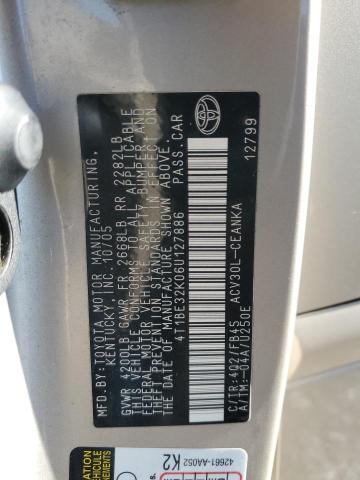 MFD.BY:TOYOTA MOTOR MANUFACTURING,
KENTUCKY, INC. 10/05
GVWR 4200LB GAWR FR 2668LB RR 2282LB
THIS VEHICLE CONFORMS TO ALL APPLICABLE
FEDERAL MOTOR VEHICLE SAFETY, BUMPER, AND
THEFT PREVENTION STANDARDS IN EFFECT ON
THE DATE OF MANUFACTURE SHOWN ABOVE.
4T1BE32K06U127886 PASS.CAR
ACV30L-CEANKA
C/TR:4Q2/FB45
A/TM:-04A/U250E 12799
42661-AA052
K2
VEHICLE